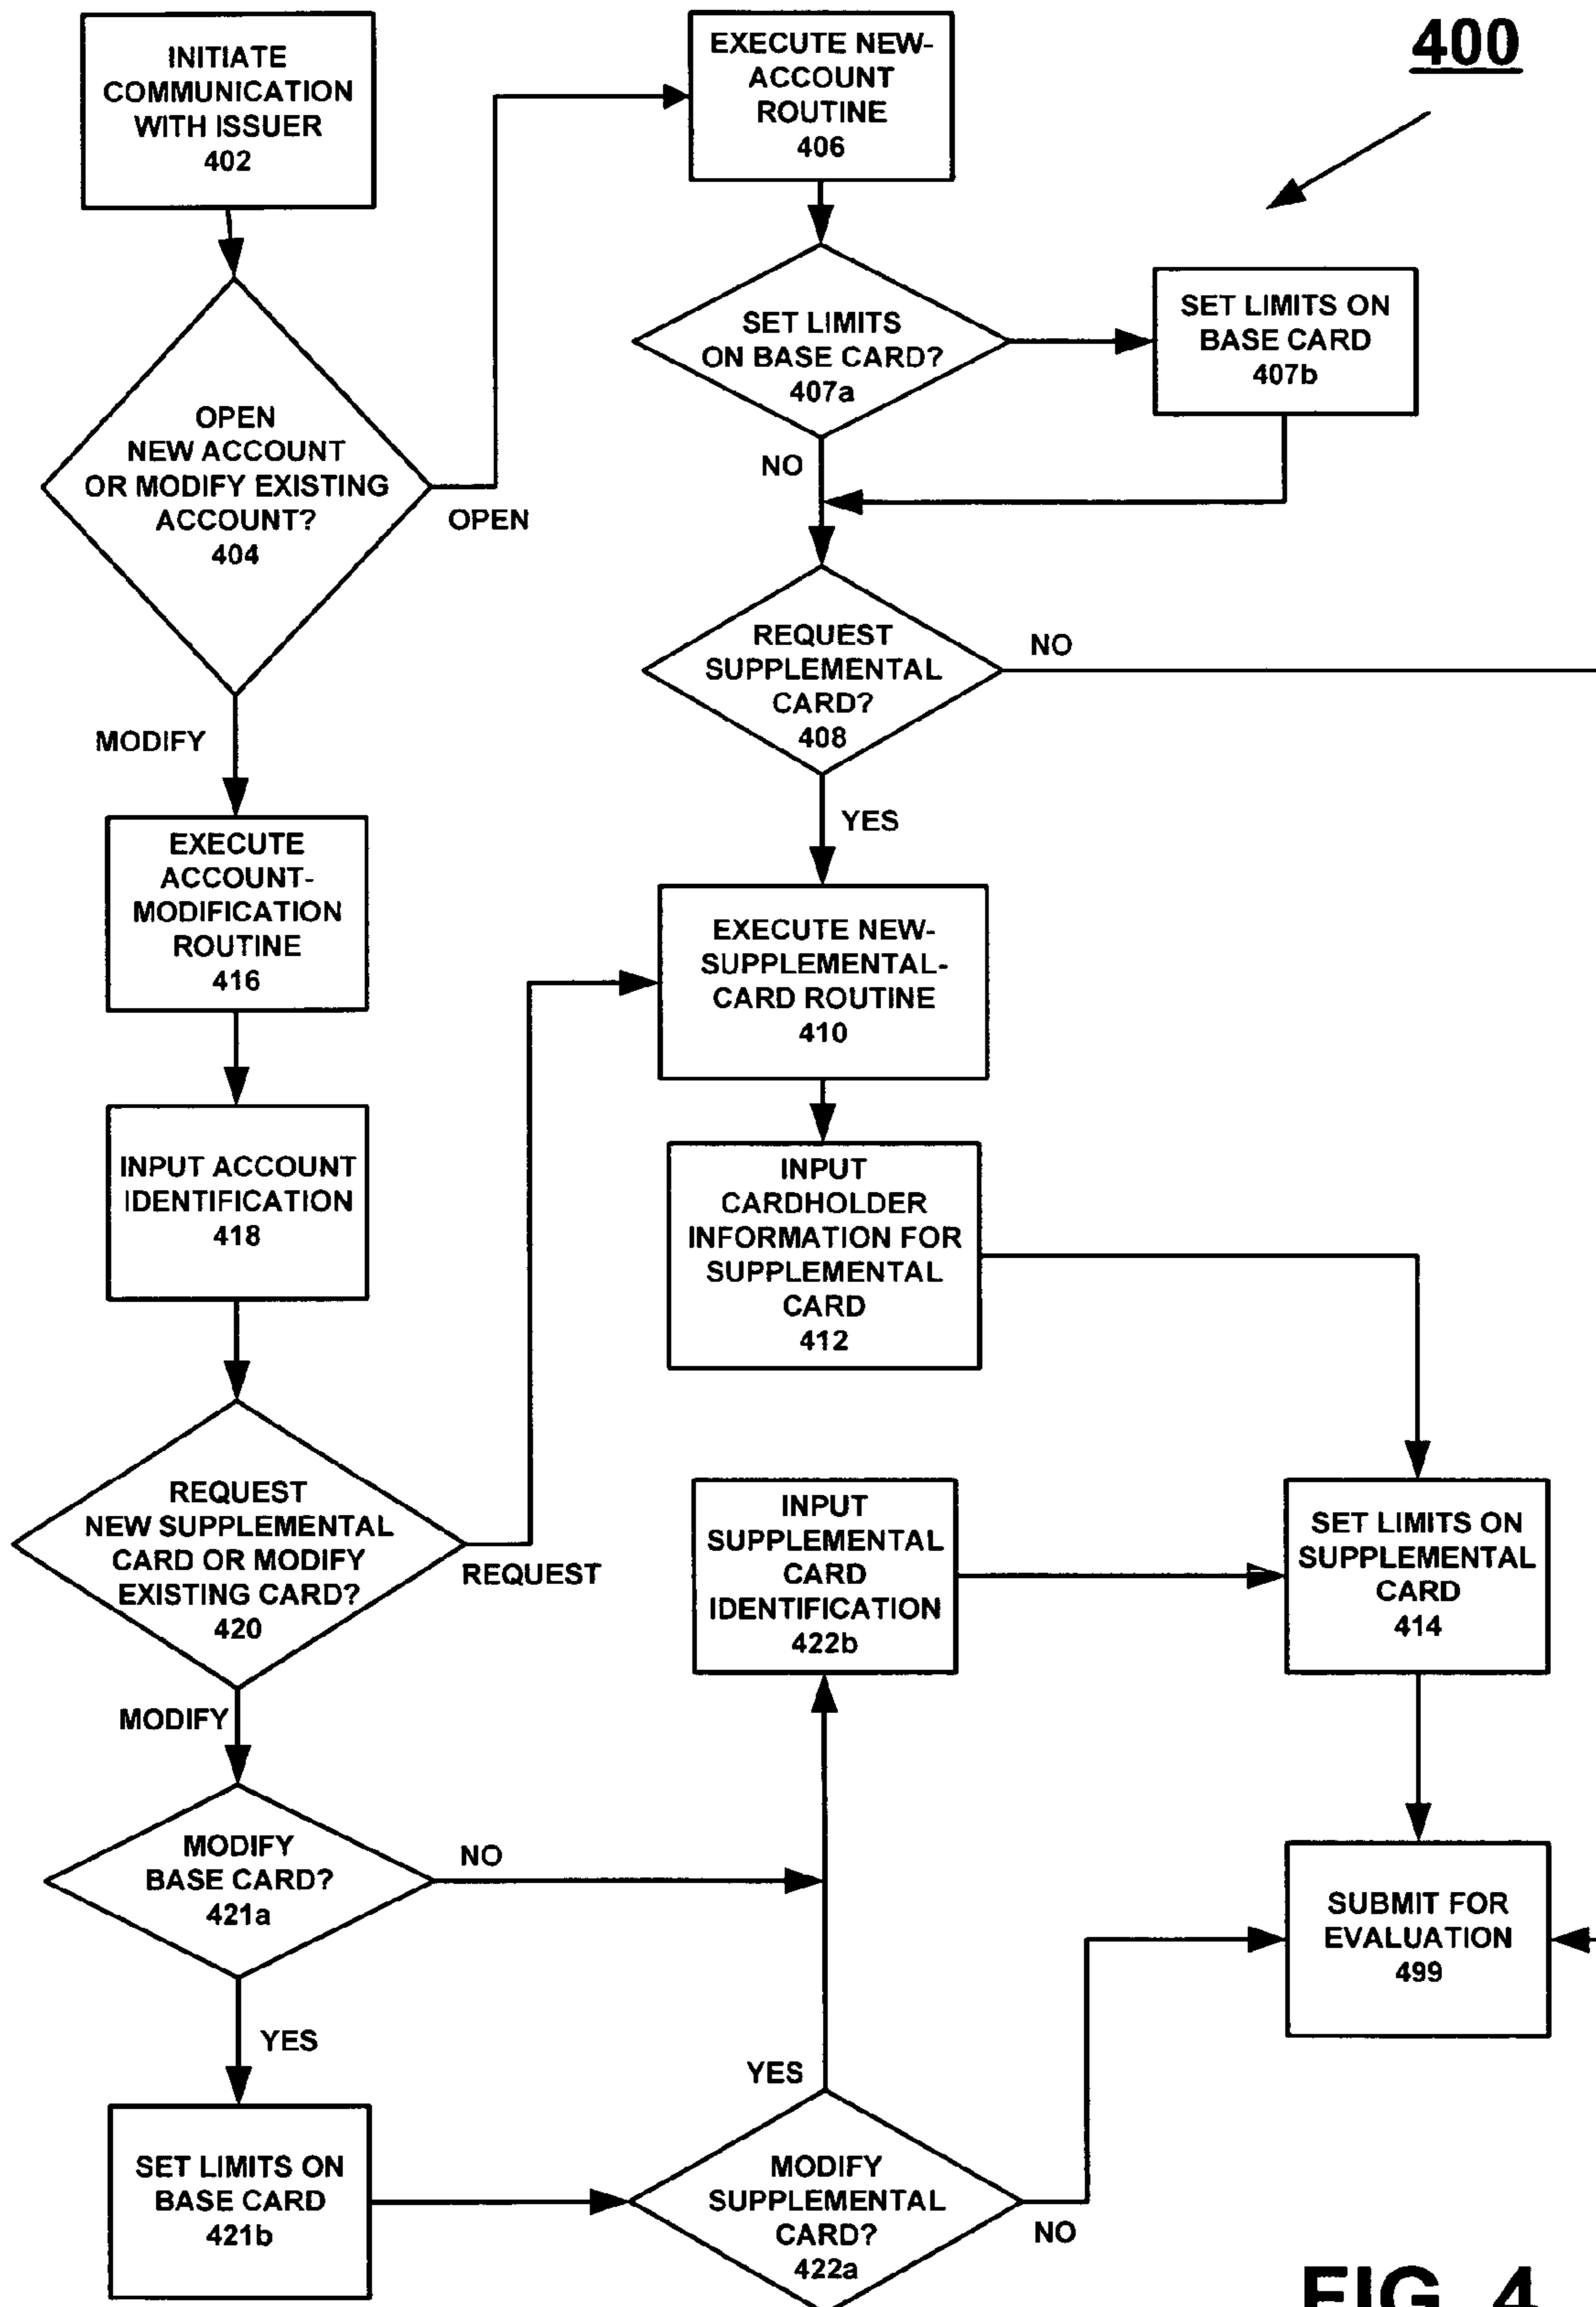 INITIATE
COMMUNICATION
WITH ISSUER
402
EXECUTE NEW-
ACCOUNT
ROUTINE
406
400
SET LIMITS
ON BASE CARD?
407a
SET LIMITS ON
BASE CARD
407b
OPEN
NEW ACCOUNT
OR MODIFY EXISTING
ACCOUNT?
404
OPEN
NO
REQUEST
SUPPLEMENTAL
CARD?
408
NO
MODIFY
YES
EXECUTE
ACCOUNT-
MODIFICATION
ROUTINE
416
EXECUTE NEW-
SUPPLEMENTAL-
CARD ROUTINE
410
INPUT ACCOUNT
IDENTIFICATION
418
INPUT
CARDHOLDER
INFORMATION FOR
SUPPLEMENTAL
CARD
412
REQUEST
NEW SUPPLEMENTAL
CARD OR MODIFY
EXISTING CARD?
420
REQUEST
INPUT
SUPPLEMENTAL
CARD
IDENTIFICATION
422b
SET LIMITS ON
SUPPLEMENTAL
CARD
414
MODIFY
MODIFY
BASE CARD?
421a
NO
SUBMIT FOR
EVALUATION
499
YES
YES
SET LIMITS ON
BASE CARD
421b
MODIFY
SUPPLEMENTAL
CARD?
422a
NO
FIG. 4